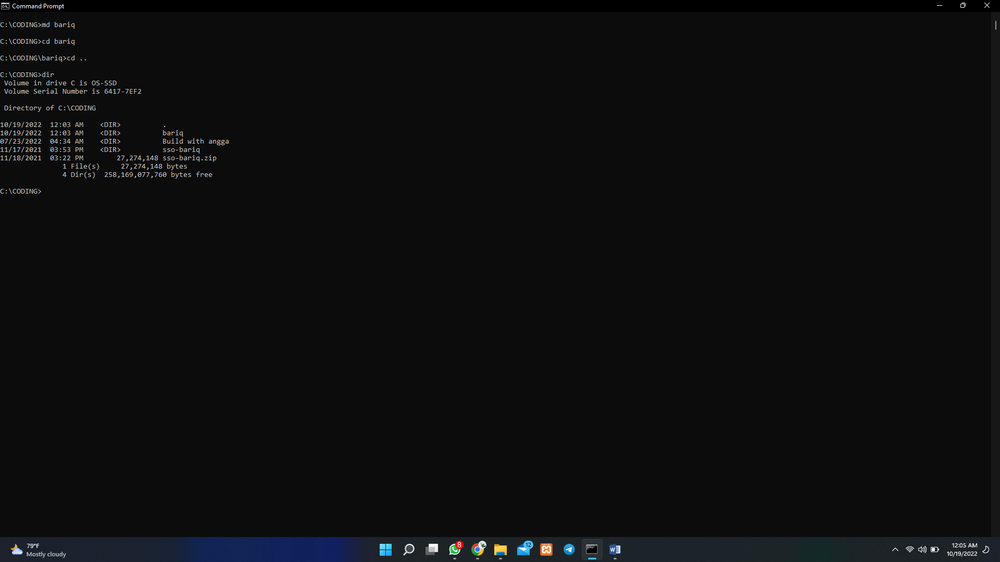 Command Prompt
C:\CODING>md bariq
C:\CODING>cd bariq
C:\CODING\bariq>cd ..
C:\CODING>dir
 Volume in drive C is OS-SSD
 Volume Serial Number is 6417-7EF2
 Directory of C:\CODING
10/19/2022  12:03 AM    <DIR>          .
10/19/2022  12:03 AM    <DIR>          bariq
07/23/2022  04:34 AM    <DIR>          Build with angga
11/17/2021  03:53 PM    <DIR>          sso-bariq
11/18/2021  03:22 PM        27,274,148 sso-bariq.zip
               1 File(s)     27,274,148 bytes
               4 Dir(s)  258,169,077,760 bytes free
C:\CODING>
79°F
Mostly cloudy
8
12
12:05 AM
10/19/2022